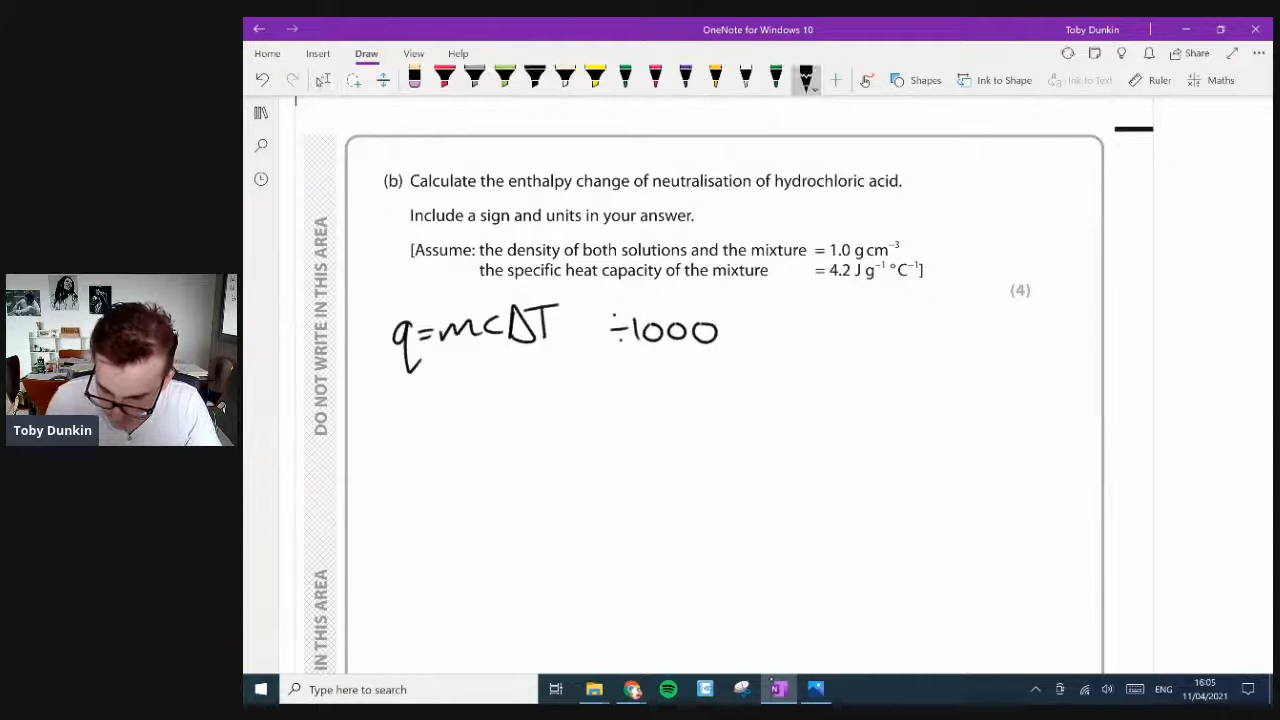 OneNote for Windows 10
Toby Dunkin
Home Insert Draw View Help
Share
Shapes Ink to Shape Ink to Text Ruler Maths
(b) Calculate the enthalpy change of neutralisation of hydrochloric acid.
Include a sign and units in your answer.
[Assume: the density of both solutions and the mixture = 1.0 g cm⁻³
the specific heat capacity of the mixture = 4.2 J g⁻¹ °C⁻¹]
(4)
q=mcΔT ÷1000
DO NOT WRITE IN THIS AREA
IN THIS AREA
Toby Dunkin
Type here to search
ENG
16:05
11/04/2021